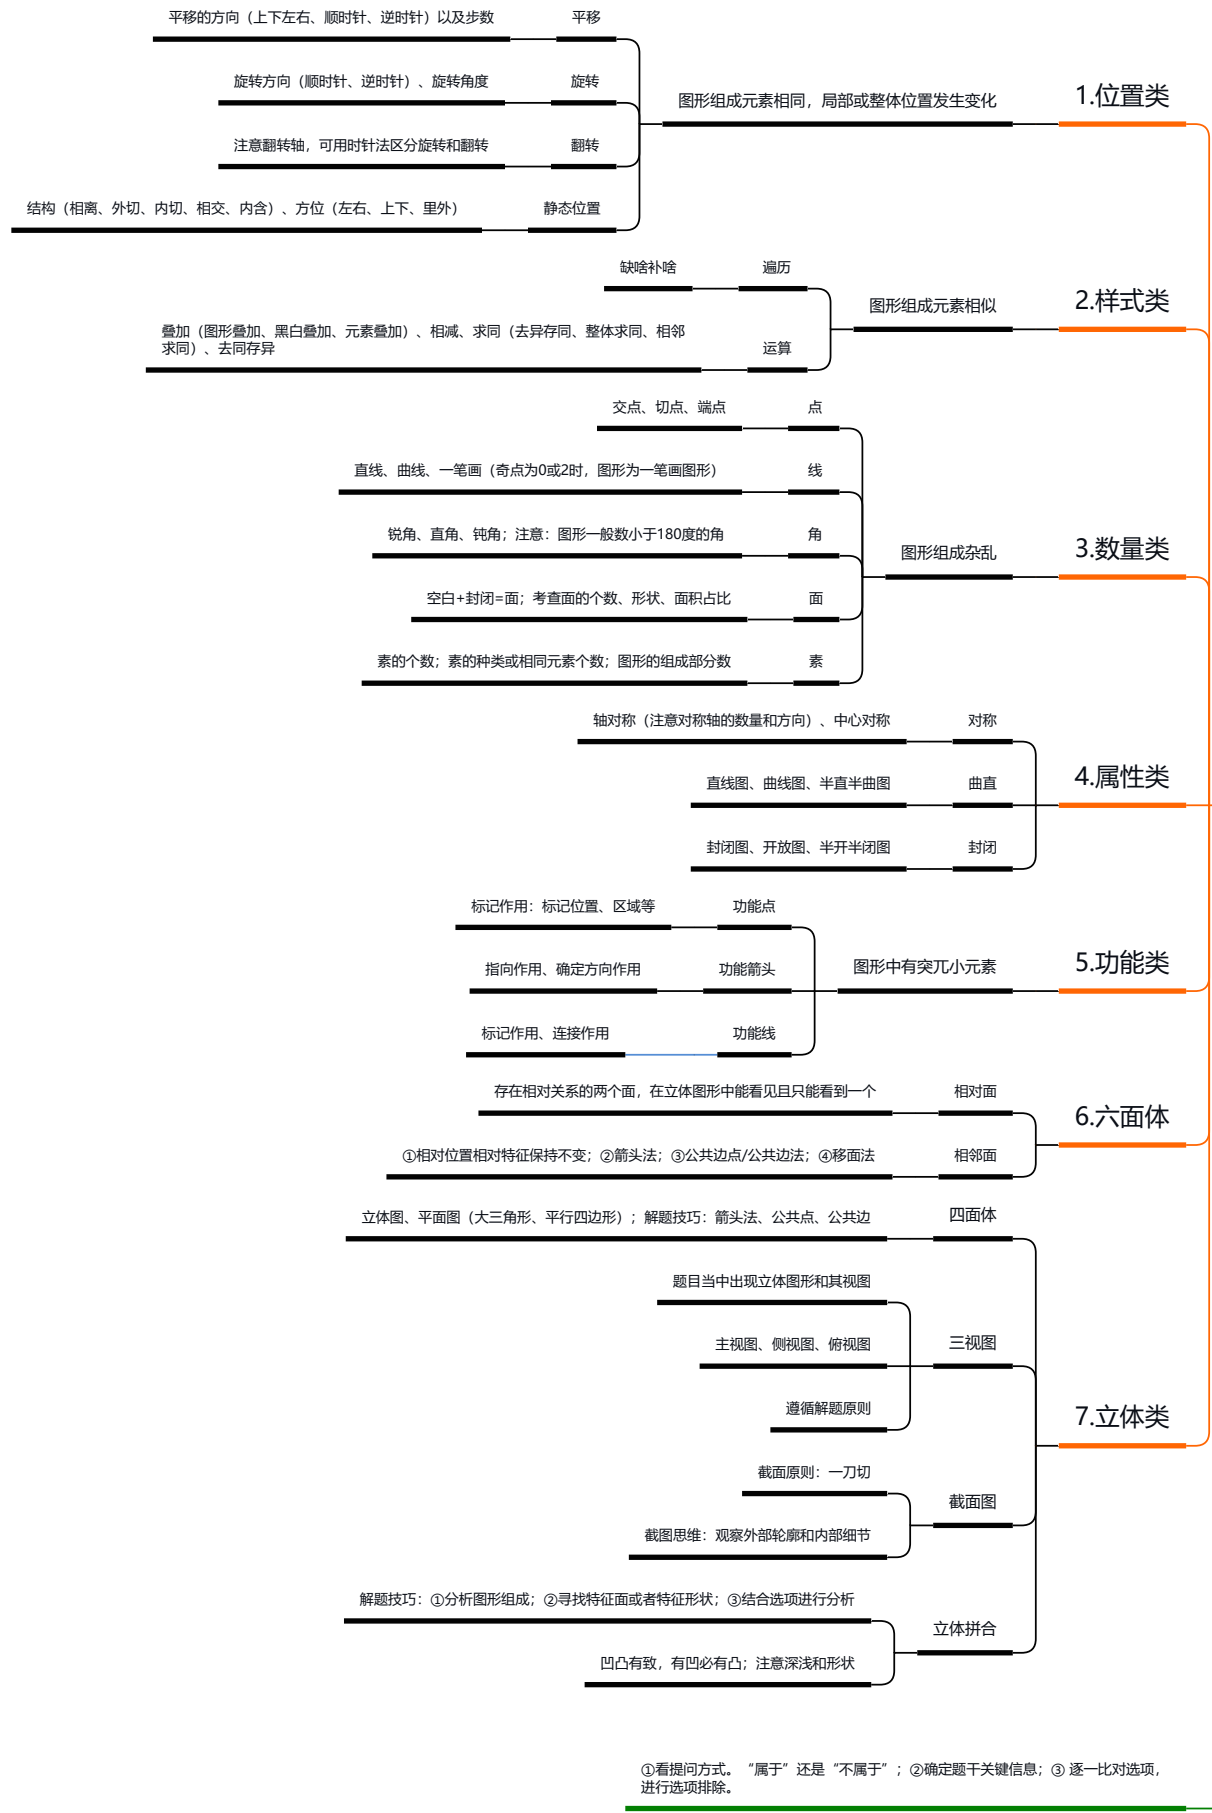 1.位置类
图形组成元素相同，局部或整体位置发生变化
平移
平移的方向（上下左右、顺时针、逆时针）以及步数
旋转
旋转方向（顺时针、逆时针）、旋转角度
翻转
注意翻转轴，可用时针法区分旋转和翻转
静态位置
结构（相离、外切、内切、相交、内含）、方位（左右、上下、里外）
2.样式类
图形组成元素相似
遍历
缺啥补啥
运算
叠加（图形叠加、黑白叠加、元素叠加）、相减、求同（去异存同、整体求同、相邻
求同）、去同存异
3.数量类
图形组成杂乱
点
交点、切点、端点
线
直线、曲线、一笔画（奇点为0或2时，图形为一笔画图形）
角
锐角、直角、钝角；注意：图形一般数小于180度的角
面
空白+封闭=面；考查面的个数、形状、面积占比
素
素的个数；素的种类或相同元素个数；图形的组成部分数
4.属性类
对称
轴对称（注意对称轴的数量和方向）、中心对称
曲直
直线图、曲线图、半直半曲图
封闭
封闭图、开放图、半开半闭图
5.功能类
图形中有突兀小元素
功能点
标记作用：标记位置、区域等
功能箭头
指向作用、确定方向作用
功能线
标记作用、连接作用
6.六面体
相对面
存在相对关系的两个面，在立体图形中能看见且只能看到一个
相邻面
①相对位置相对特征保持不变；②箭头法；③公共边点/公共边法；④移面法
7.立体类
四面体
立体图、平面图（大三角形、平行四边形）；解题技巧：箭头法、公共点、公共边
三视图
题目当中出现立体图形和其视图
主视图、侧视图、俯视图
遵循解题原则
截面图
截面原则：一刀切
截图思维：观察外部轮廓和内部细节
立体拼合
解题技巧：①分析图形组成；②寻找特征面或者特征形状；③结合选项进行分析
凹凸有致，有凹必有凸；注意深浅和形状
①看提问方式。“属于”还是“不属于”；②确定题干关键信息；③ 逐一比对选项，
进行选项排除。